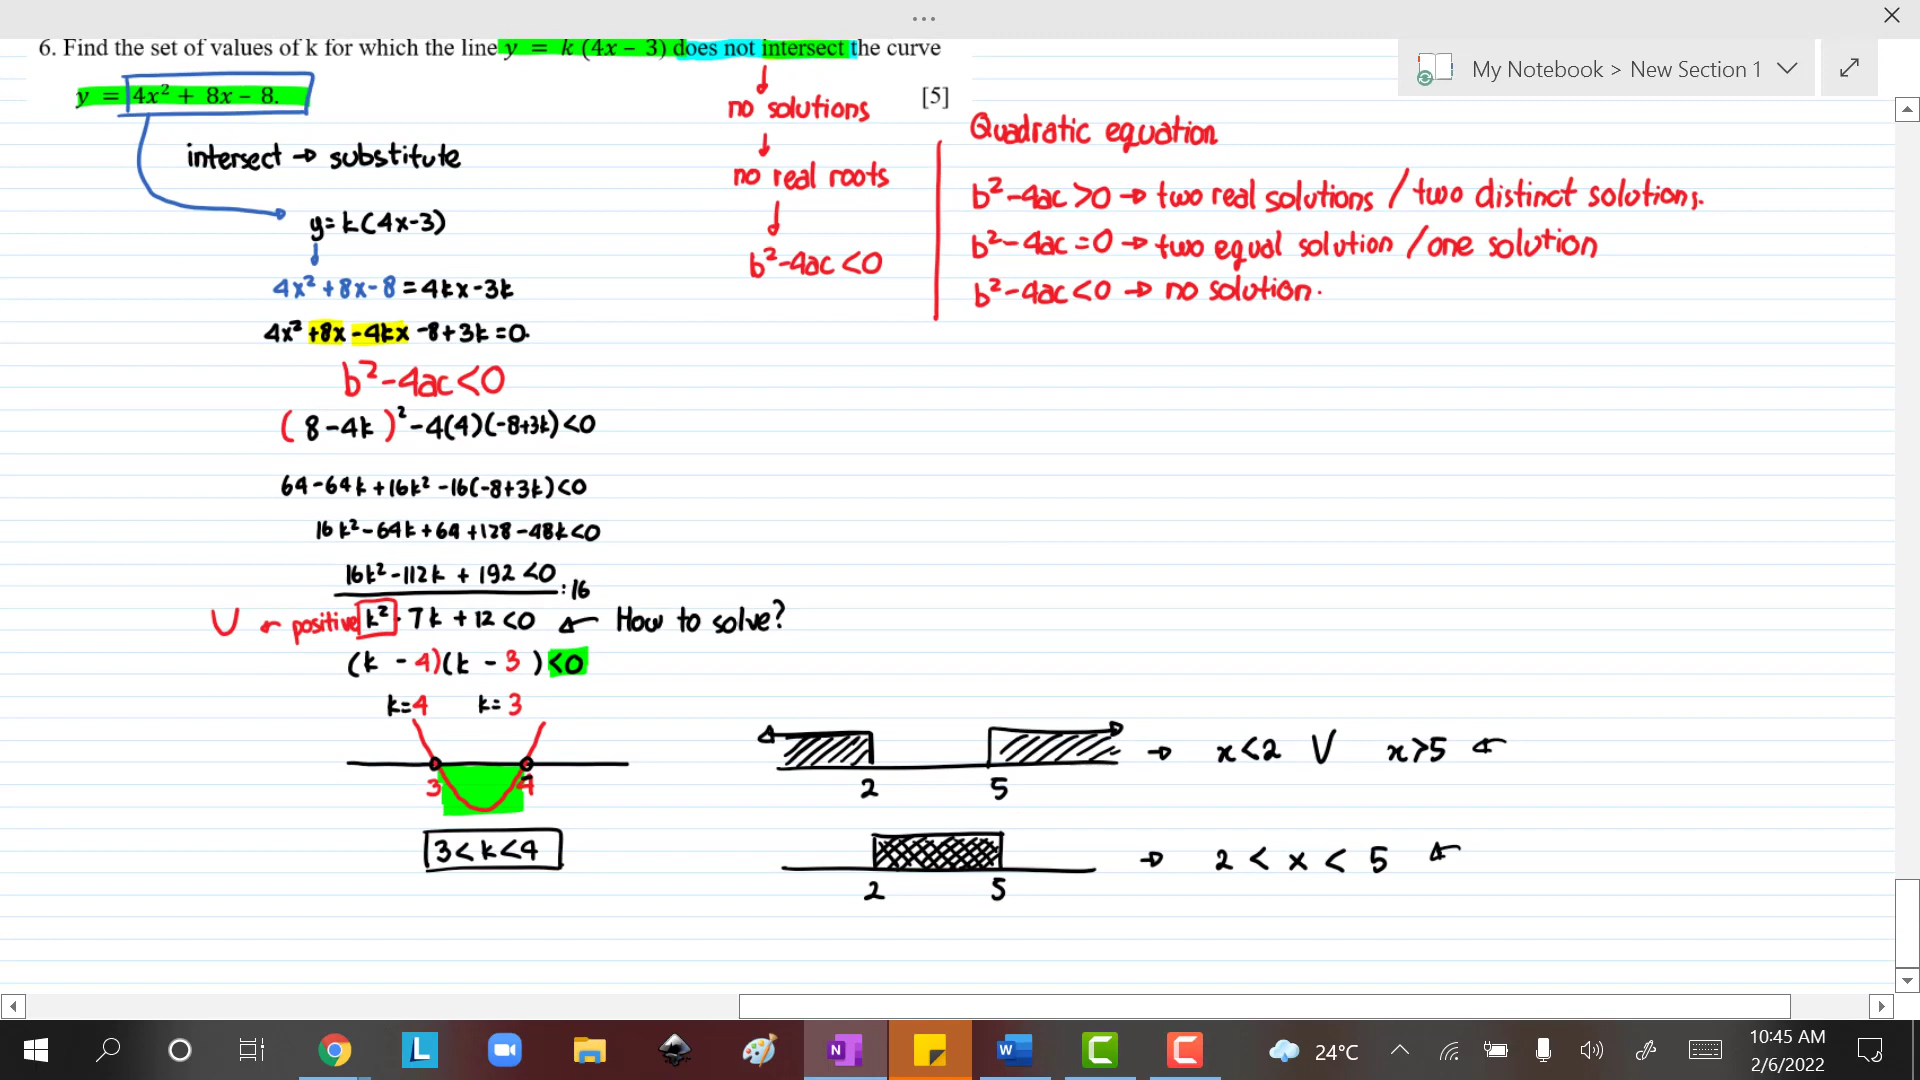 6. Find the set of values of k for which the line y = k (4x – 3) does not intersect the curve
y = 4x² + 8x – 8.
[5]
My Notebook > New Section 1
intersect → substitute
y=k(4x-3)
4x²+8x-8=4kx-3k
4x²+8x-4kx-8+3k=0.
b²-4ac<0
(8-4k)²-4(4)(-8+3k)<0
64-64k+16k²-16(-8+3k)<0
16k²-64k+64+128-48k<0
16k²-112k+192<0
:16
U ← positive k²-7k+12<0 ← How to solve?
(k-4)(k-3)<0
k=4 k=3
3 4
3<k<4
no solutions
no real roots
b²-4ac<0
Quadratic equation
b²-4ac>0 → two real solutions / two distinct solutions.
b²-4ac=0 → two equal solution / one solution
b²-4ac<0 → no solution.
2 5 → x<2 V x>5 ←
2 5 → 2 < x < 5 ←
L
N
W
24°C
10:45 AM
2/6/2022